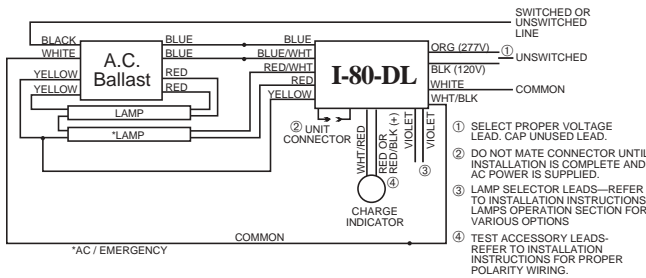 SWITCHED OR
UNSWITCHED
LINE
BLACK
WHITE
YELLOW
YELLOW
A.C.
Ballast
BLUE
BLUE
RED
RED
LAMP
*LAMP
BLUE
BLUE/WHT
RED/WHT
RED
YELLOW
I-80-DL
ORG (277V)
①
UNSWITCHED
BLK (120V)
WHITE
COMMON
WHT/BLK
② UNIT
CONNECTOR
WHT/RED
RED OR
RED/BLK (+)
④
VIOLET
VIOLET
③
CHARGE
INDICATOR
COMMON
*AC / EMERGENCY
① SELECT PROPER VOLTAGE
LEAD. CAP UNUSED LEAD.
② DO NOT MATE CONNECTOR UNTIL
INSTALLATION IS COMPLETE AND
AC POWER IS SUPPLIED.
③ LAMP SELECTOR LEADS—REFER
TO INSTALLATION INSTRUCTIONS
LAMPS OPERATION SECTION FOR
VARIOUS OPTIONS
④ TEST ACCESSORY LEADS-
REFER TO INSTALLATION
INSTRUCTIONS FOR PROPER
POLARITY WIRING.